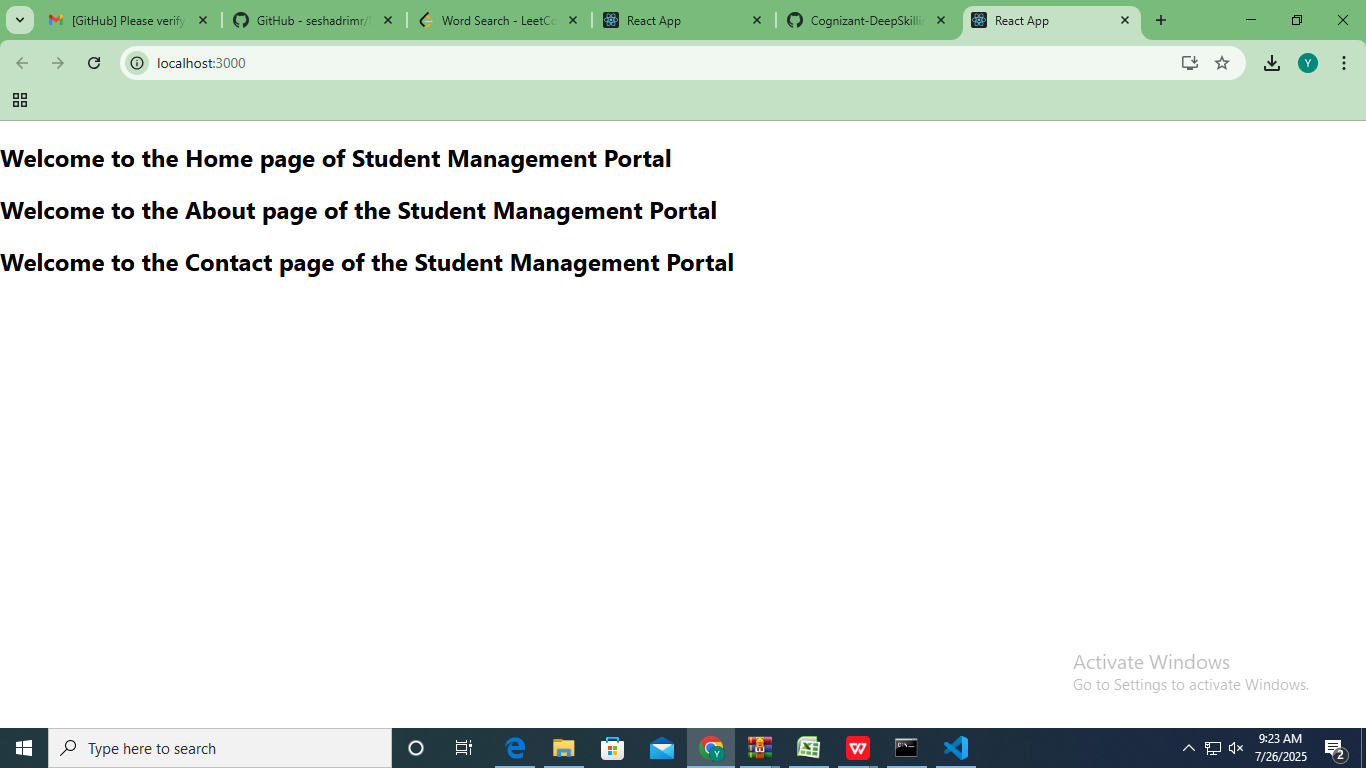 [GitHub] Please verify
GitHub - seshadrimr/
Word Search - LeetCo
React App
Cognizant-DeepSkilli
React App
localhost:3000
Y
Welcome to the Home page of Student Management Portal
Welcome to the About page of the Student Management Portal
Welcome to the Contact page of the Student Management Portal
Activate Windows
Go to Settings to activate Windows.
Type here to search
9:23 AM
7/26/2025
2